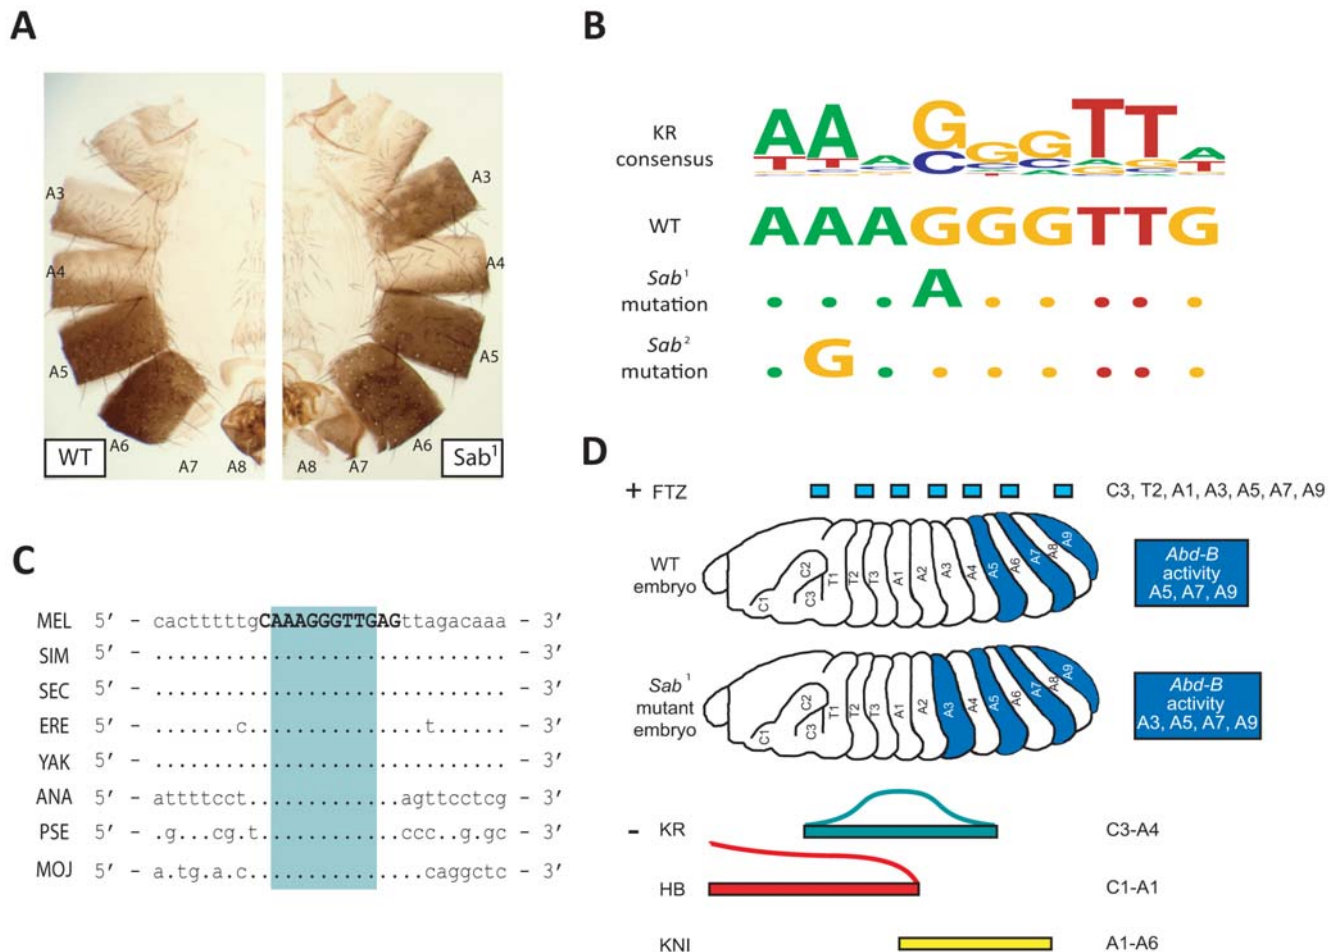 A
A3
A4
A5
A6
A7
A8
WT
A3
A4
A5
A6
A7
A8
Sab1
B
KR
consensus
AAAGGGTTG
WT
AAAGGGTTG
Sab1
mutation
A
Sab2
mutation
G
C
MEL 5′ - cactttttgCAAAGGGTTGAGttagacaaa - 3′
SIM 5′ - .............................. - 3′
SEC 5′ - .............................. - 3′
ERE 5′ - .......c...............t...... - 3′
YAK 5′ - .............................. - 3′
ANA 5′ - attttcct.............agttcctcg - 3′
PSE 5′ - .g...cg.t............ccc..g.gc - 3′
MOJ 5′ - a.tg.a.c...............caggctc - 3′
D
+ FTZ
C3, T2, A1, A3, A5, A7, A9
WT
embryo
C1 C2 C3 T1 T2 T3 A1 A2 A3 A4 A5 A6 A7 A8 A9
Abd-B
activity
A5, A7, A9
Sab1
mutant
embryo
C1 C2 C3 T1 T2 T3 A1 A2 A3 A4 A5 A6 A7 A8 A9
Abd-B
activity
A3, A5, A7, A9
- KR
C3-A4
HB
C1-A1
KNI
A1-A6